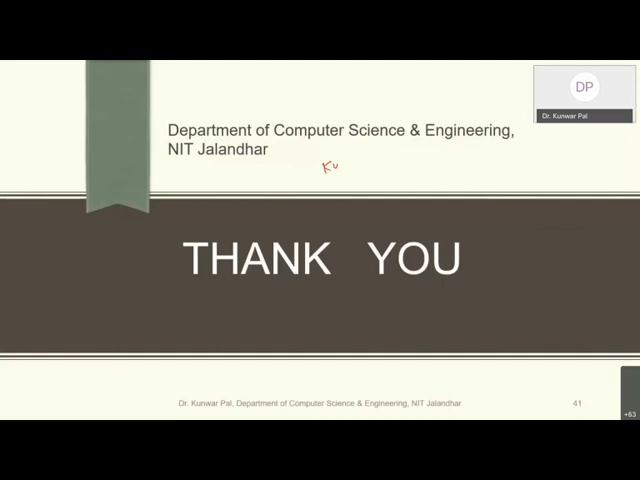 DP
Dr. Kunwar Pal
Department of Computer Science & Engineering,
NIT Jalandhar
Ku
THANK YOU
Dr. Kunwar Pal, Department of Computer Science & Engineering, NIT Jalandhar
41
+63